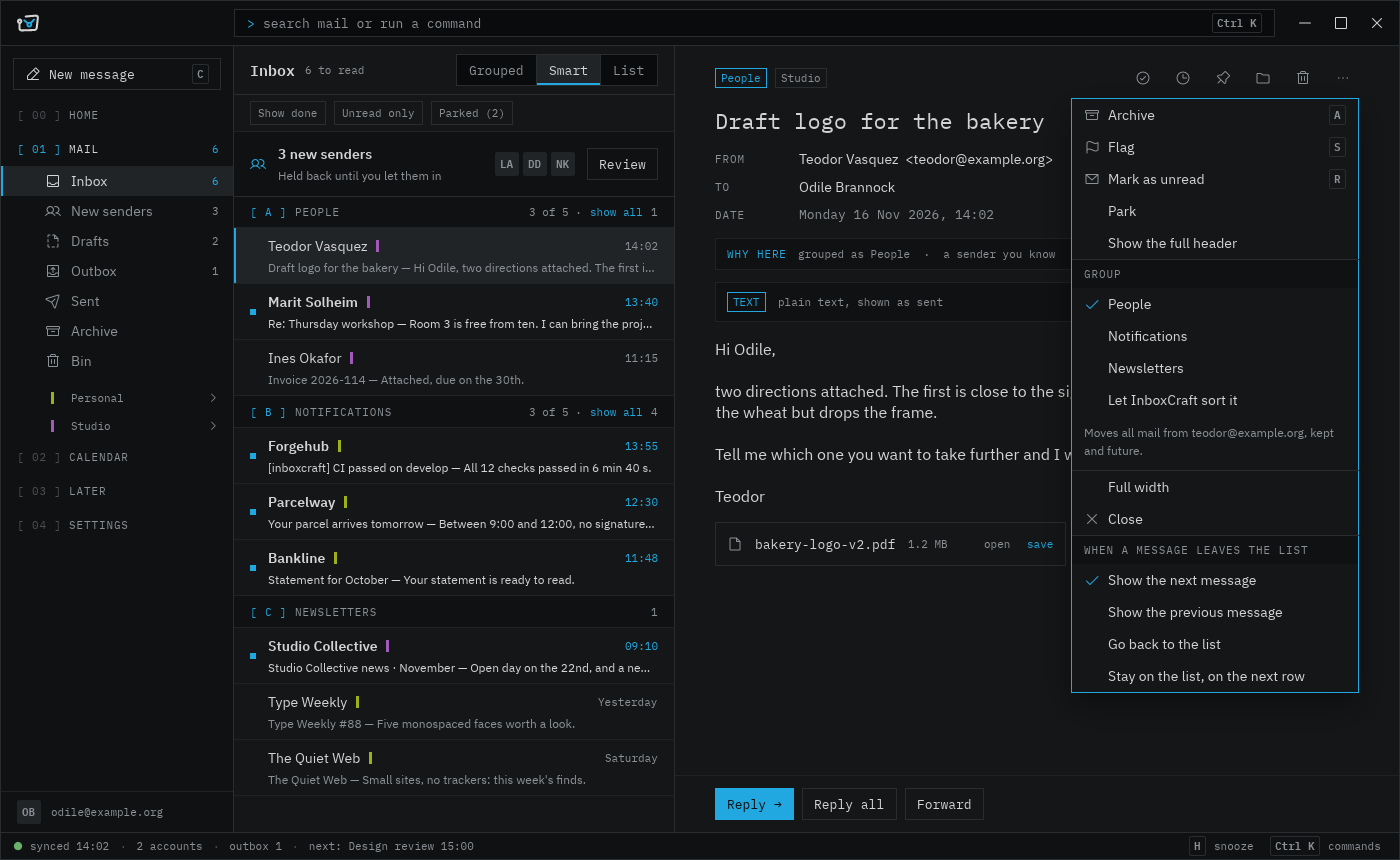 > search mail or run a command Ctrl K
New message C
[ 00 ] HOME
[ 01 ] MAIL 6
Inbox 6
New senders 3
Drafts 2
Outbox 1
Sent
Archive
Bin
Personal
Studio
[ 02 ] CALENDAR
[ 03 ] LATER
[ 04 ] SETTINGS
OB odile@example.org
Inbox 6 to read Grouped Smart List
Show done Unread only Parked (2)
3 new senders
Held back until you let them in
LA DD NK Review
[ A ] PEOPLE 3 of 5 · show all 1
Teodor Vasquez 14:02
Draft logo for the bakery — Hi Odile, two directions attached. The first i...
Marit Solheim 13:40
Re: Thursday workshop — Room 3 is free from ten. I can bring the proj...
Ines Okafor 11:15
Invoice 2026-114 — Attached, due on the 30th.
[ B ] NOTIFICATIONS 3 of 5 · show all 4
Forgehub 13:55
[inboxcraft] CI passed on develop — All 12 checks passed in 6 min 40 s.
Parcelway 12:30
Your parcel arrives tomorrow — Between 9:00 and 12:00, no signature...
Bankline 11:48
Statement for October — Your statement is ready to read.
[ C ] NEWSLETTERS 1
Studio Collective 09:10
Studio Collective news · November — Open day on the 22nd, and a ne...
Type Weekly Yesterday
Type Weekly #88 — Five monospaced faces worth a look.
The Quiet Web Saturday
The Quiet Web — Small sites, no trackers: this week's finds.
People Studio
Draft logo for the bakery
FROM Teodor Vasquez <teodor@example.org>
TO Odile Brannock
DATE Monday 16 Nov 2026, 14:02
WHY HERE grouped as People · a sender you know
TEXT plain text, shown as sent
Hi Odile,
two directions attached. The first is close to the si
the wheat but drops the frame.
Tell me which one you want to take further and I w
Teodor
bakery-logo-v2.pdf 1.2 MB open save
Archive A
Flag S
Mark as unread R
Park
Show the full header
GROUP
People
Notifications
Newsletters
Let InboxCraft sort it
Moves all mail from teodor@example.org, kept
and future.
Full width
Close
WHEN A MESSAGE LEAVES THE LIST
Show the next message
Show the previous message
Go back to the list
Stay on the list, on the next row
Reply → Reply all Forward
synced 14:02 · 2 accounts · outbox 1 · next: Design review 15:00 H snooze Ctrl K commands